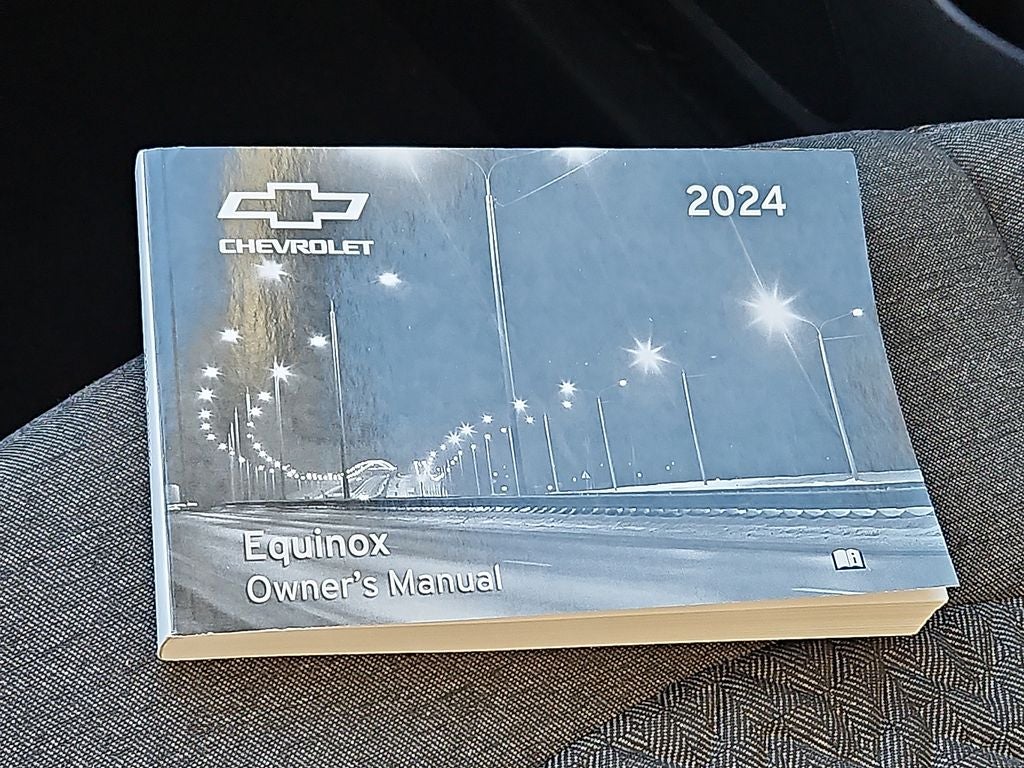 CHEVROLET
2024
Equinox
Owner's Manual